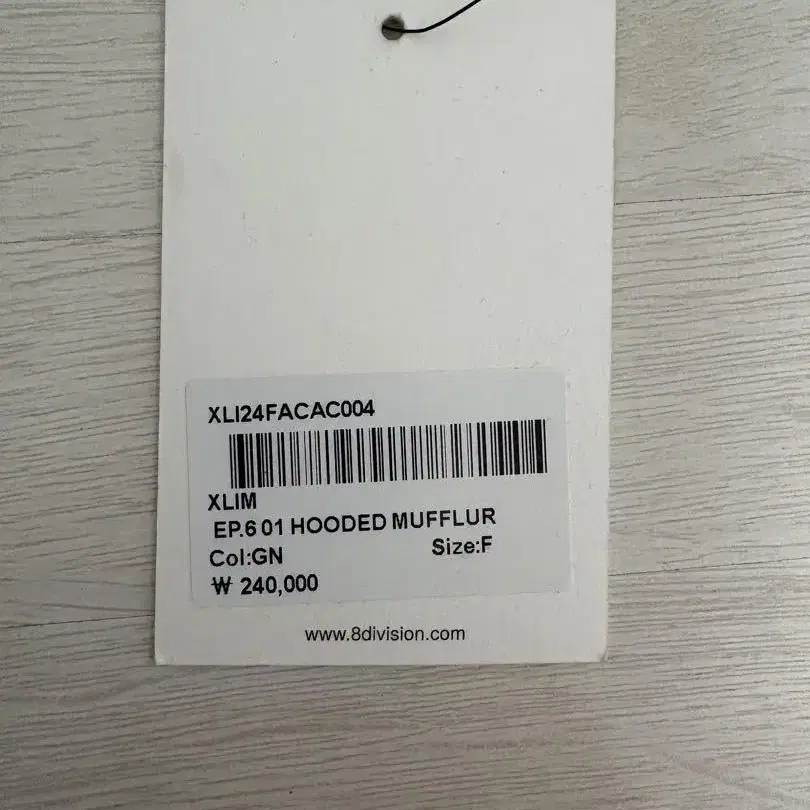 XLI24FACAC004
XLIM
EP.6 01 HOODED MUFFLUR
Col:GN Size:F
₩ 240,000
www.8division.com